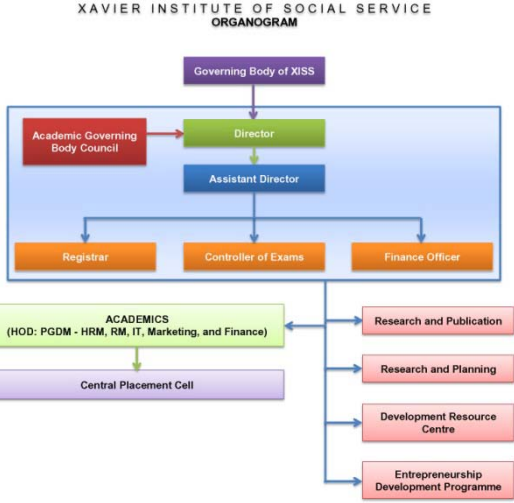 XAVIER INSTITUTE OF SOCIAL SERVICE
ORGANOGRAM
Governing Body of XISS
Academic Governing
Body Council
Director
Assistant Director
Registrar
Controller of Exams
Finance Officer
ACADEMICS
(HOD: PGDM - HRM, RM, IT, Marketing, and Finance)
Central Placement Cell
Research and Publication
Research and Planning
Development Resource
Centre
Entrepreneurship
Development Programme